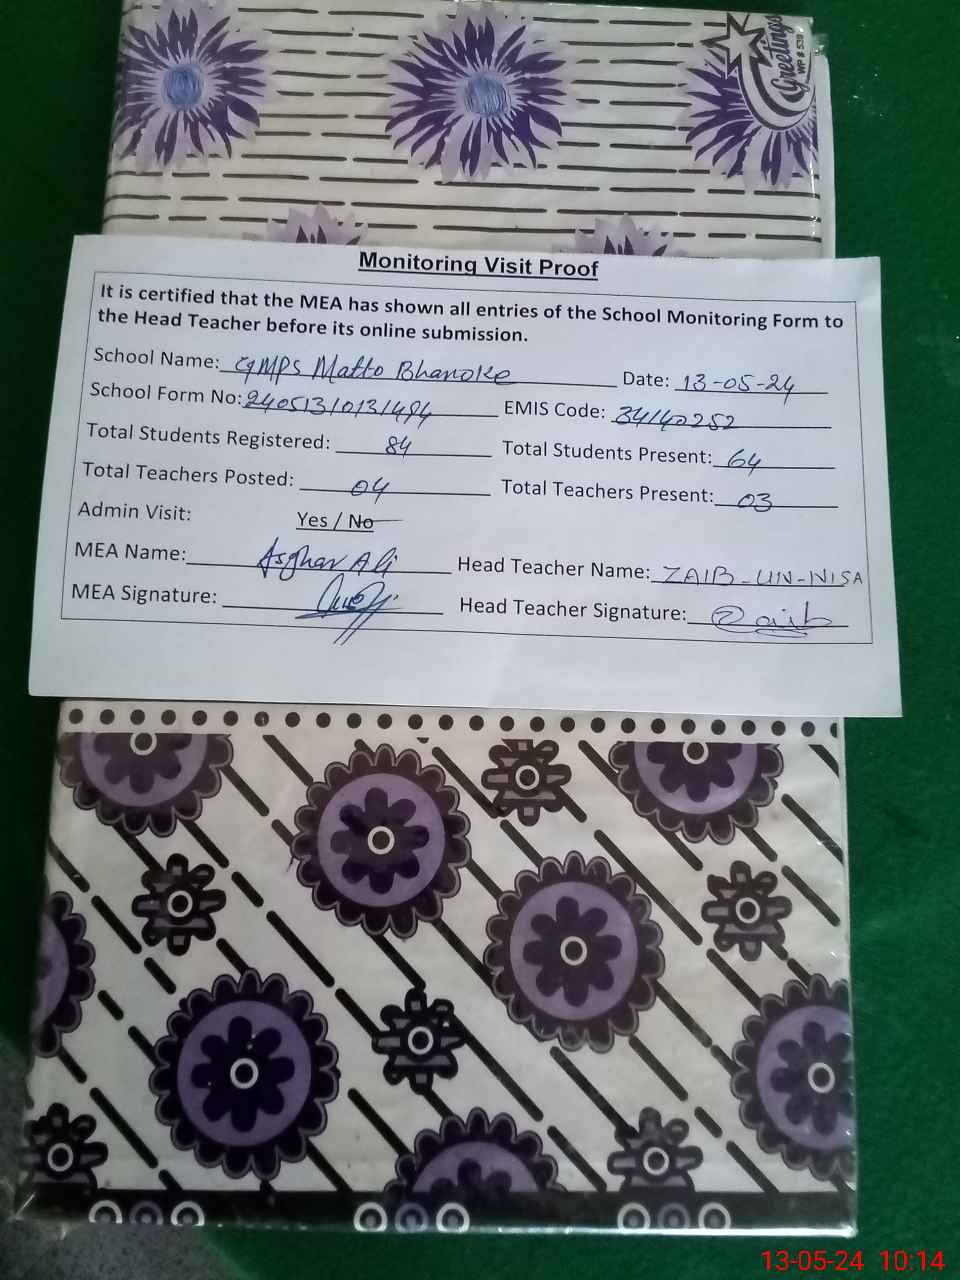 Greetings
WP # 539
Monitoring Visit Proof
It is certified that the MEA has shown all entries of the School Monitoring Form to
the Head Teacher before its online submission.
School Name: GMPS Matto Bhanoke Date: 13-05-24
School Form No: 24051310131494 EMIS Code: 34140252
Total Students Registered: 84 Total Students Present: 64
Total Teachers Posted: 04 Total Teachers Present: 03
Admin Visit: Yes / No
MEA Name: Asghar Ali Head Teacher Name: ZAIB-UN-NISA
MEA Signature: Head Teacher Signature: Zaib
13-05-24 10:14